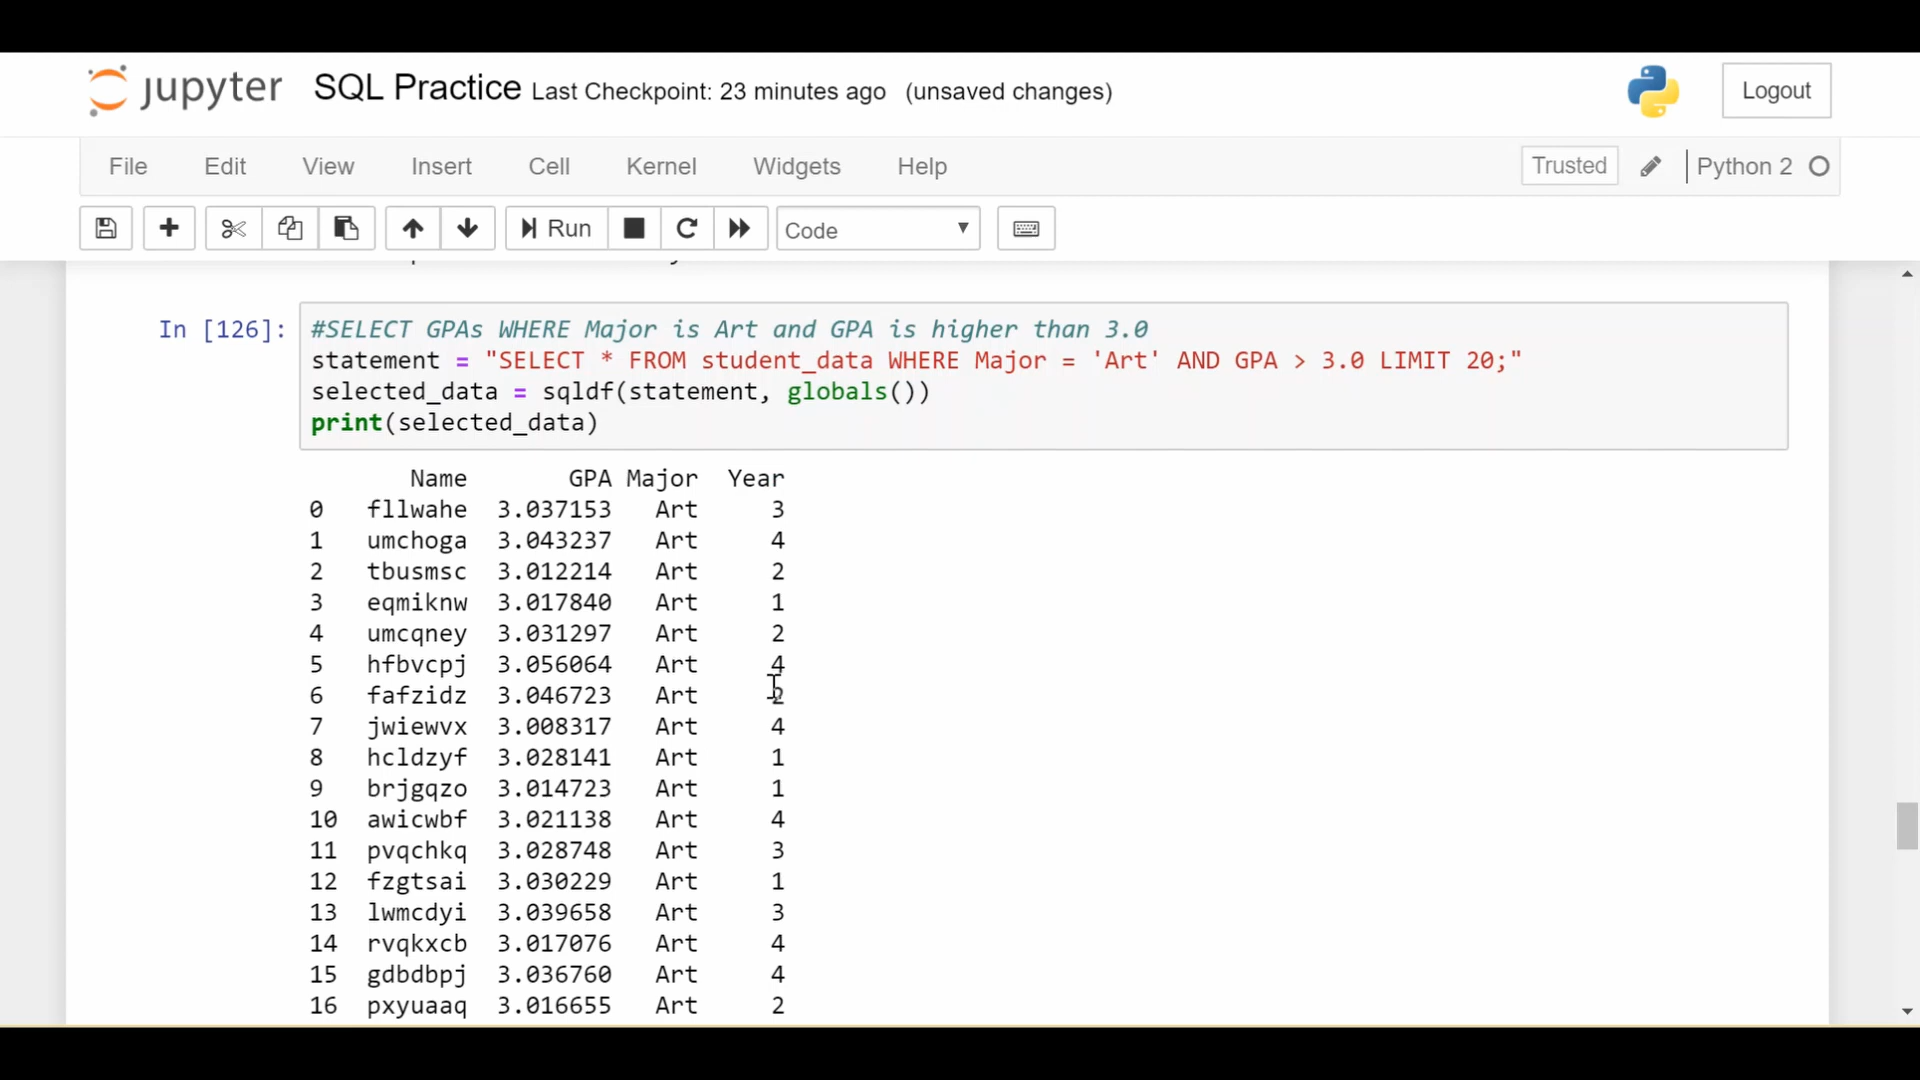 jupyter SQL Practice Last Checkpoint: 23 minutes ago (unsaved changes) Logout
File Edit View Insert Cell Kernel Widgets Help Trusted Python 2
Run Code
In [126]: #SELECT GPAs WHERE Major is Art and GPA is higher than 3.0
statement = "SELECT * FROM student_data WHERE Major = 'Art' AND GPA > 3.0 LIMIT 20;"
selected_data = sqldf(statement, globals())
print(selected_data)
Name GPA Major Year
0 fllwahe 3.037153 Art 3
1 umchoga 3.043237 Art 4
2 tbusmsc 3.012214 Art 2
3 eqmiknw 3.017840 Art 1
4 umcqney 3.031297 Art 2
5 hfbvcpj 3.056064 Art 4
6 fafzidz 3.046723 Art 2
7 jwiewvx 3.008317 Art 4
8 hcldzyf 3.028141 Art 1
9 brjgqzo 3.014723 Art 1
10 awicwbf 3.021138 Art 4
11 pvqchkq 3.028748 Art 3
12 fzgtsai 3.030229 Art 1
13 lwmcdyi 3.039658 Art 3
14 rvqkxcb 3.017076 Art 4
15 gdbdbpj 3.036760 Art 4
16 pxyuaaq 3.016655 Art 2